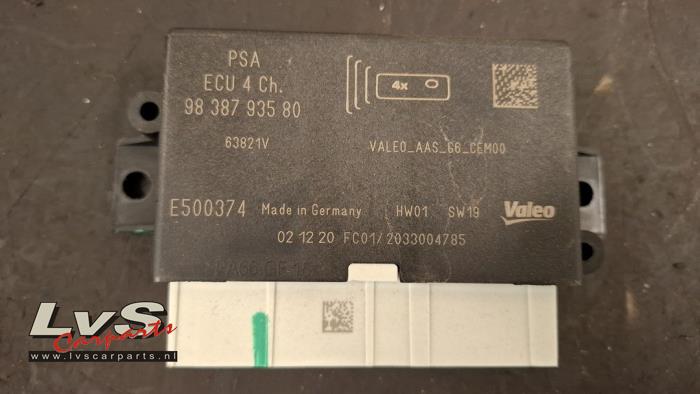 PSA
ECU 4 Ch.
98 387 935 80
63821V
4x
VALEO_AAS_G6_CEM00
E500374 Made in Germany HW01 SW19 Valeo
02 12 20 FC01/2033004785
LvS
Carparts
www.lvscarparts.nl